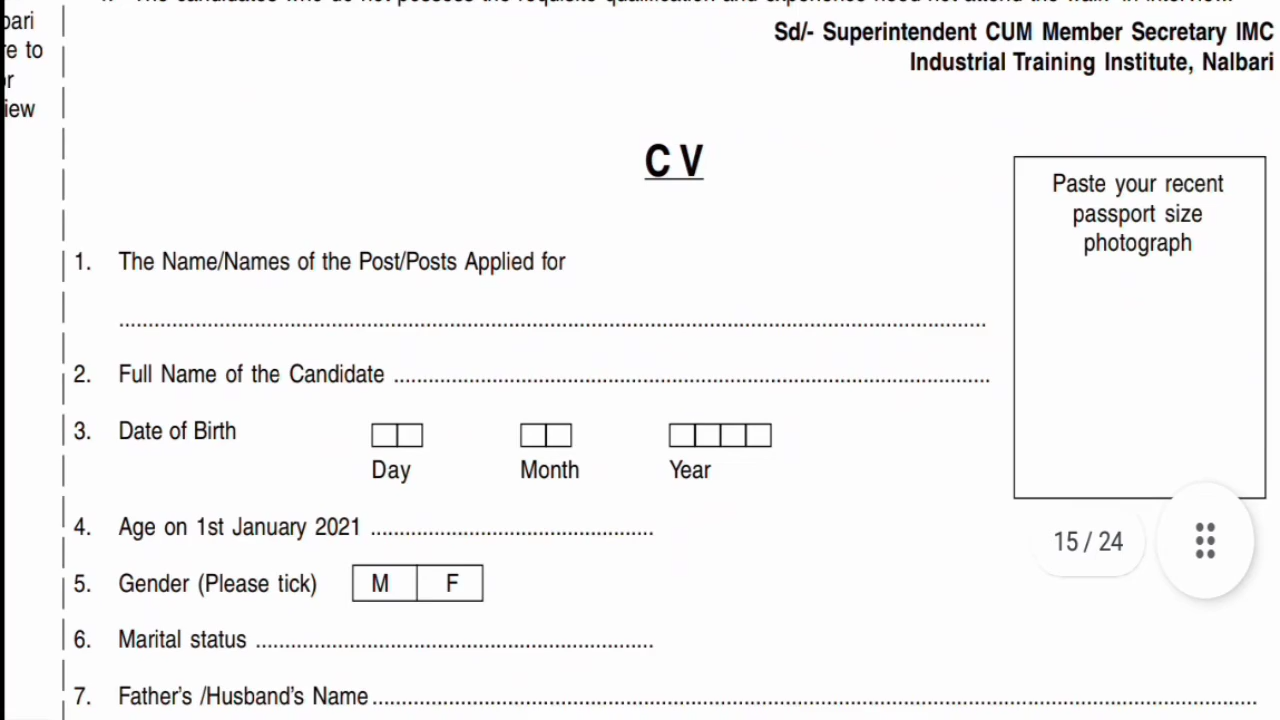 Sd/- Superintendent CUM Member Secretary IMC
Industrial Training Institute, Nalbari
re to
iew
C V
Paste your recent
passport size
photograph
1. The Name/Names of the Post/Posts Applied for
........................................................................
2. Full Name of the Candidate ........................................................................
3. Date of Birth
Day Month Year
4. Age on 1st January 2021 ................................................
5. Gender (Please tick) M F
6. Marital status ................................................
7. Father's /Husband's Name ........................................................................
15 / 24